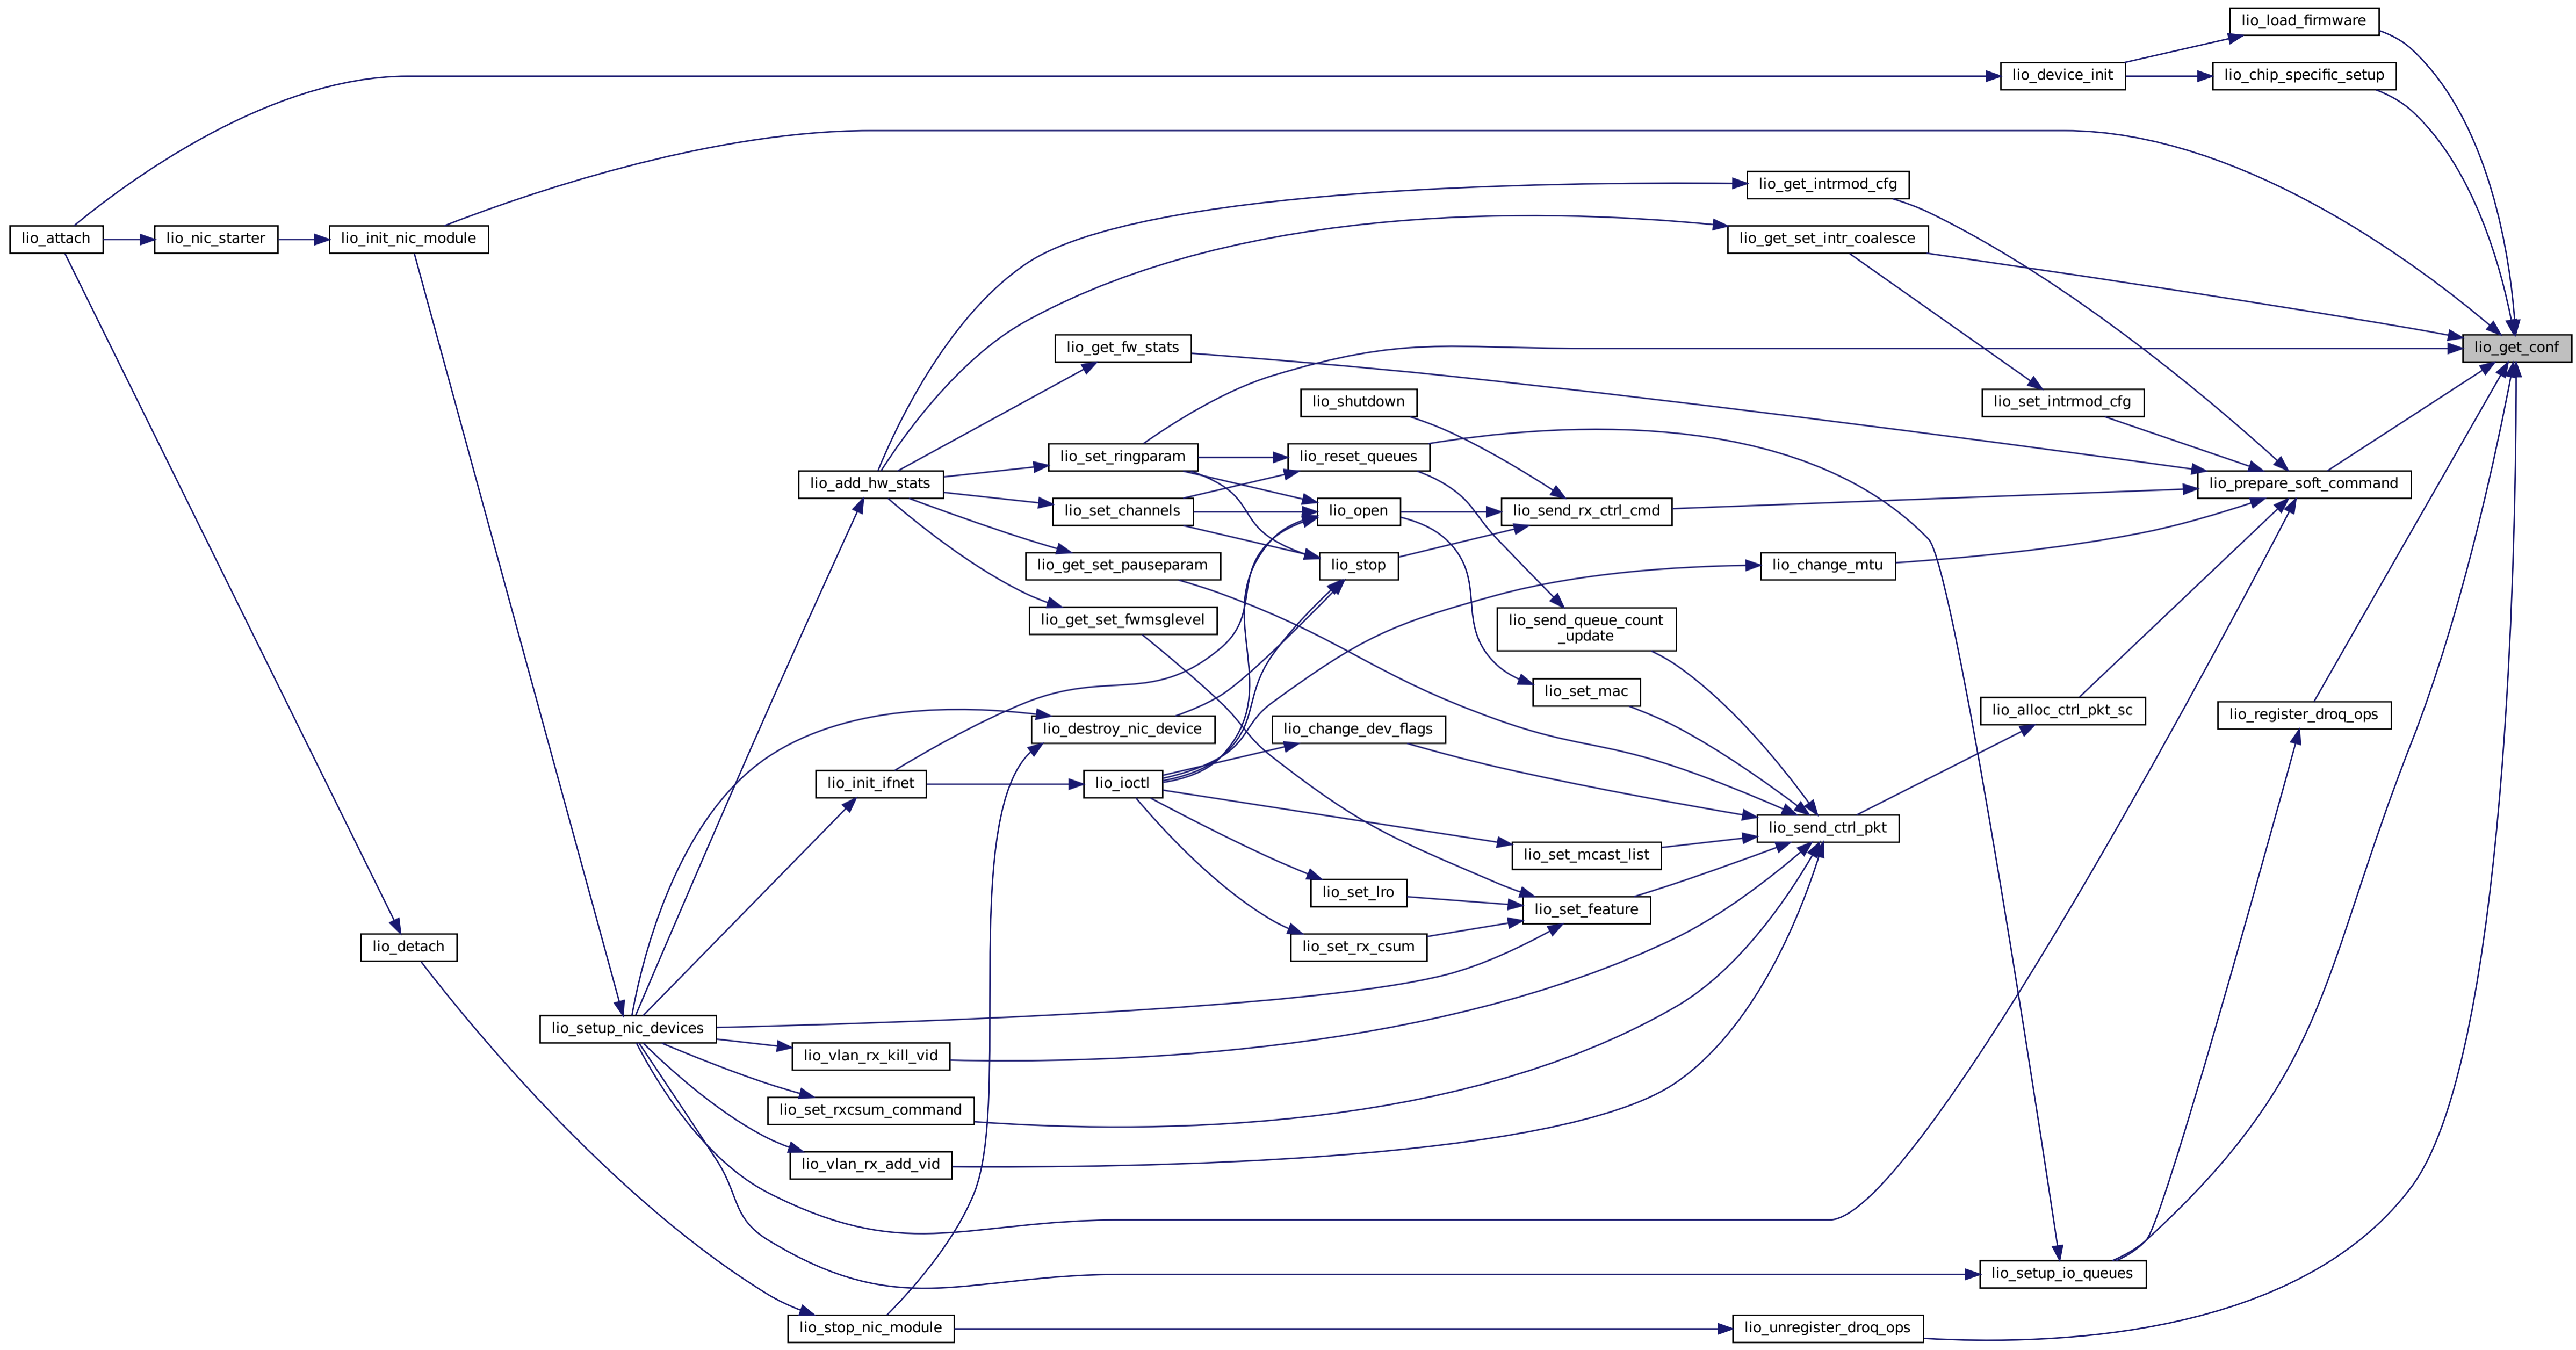 lio_load_firmware
lio_device_init
lio_chip_specific_setup
lio_get_intrmod_cfg
lio_attach
lio_nic_starter
lio_init_nic_module
lio_get_set_intr_coalesce
lio_get_fw_stats
lio_get_conf
lio_shutdown
lio_set_intrmod_cfg
lio_set_ringparam
lio_reset_queues
lio_add_hw_stats
lio_prepare_soft_command
lio_set_channels
lio_open
lio_send_rx_ctrl_cmd
lio_get_set_pauseparam
lio_stop
lio_change_mtu
lio_get_set_fwmsglevel
lio_send_queue_count
_update
lio_set_mac
lio_alloc_ctrl_pkt_sc
lio_register_droq_ops
lio_destroy_nic_device
lio_change_dev_flags
lio_init_ifnet
lio_ioctl
lio_send_ctrl_pkt
lio_set_mcast_list
lio_set_lro
lio_set_feature
lio_detach
lio_set_rx_csum
lio_setup_nic_devices
lio_vlan_rx_kill_vid
lio_set_rxcsum_command
lio_vlan_rx_add_vid
lio_setup_io_queues
lio_stop_nic_module
lio_unregister_droq_ops